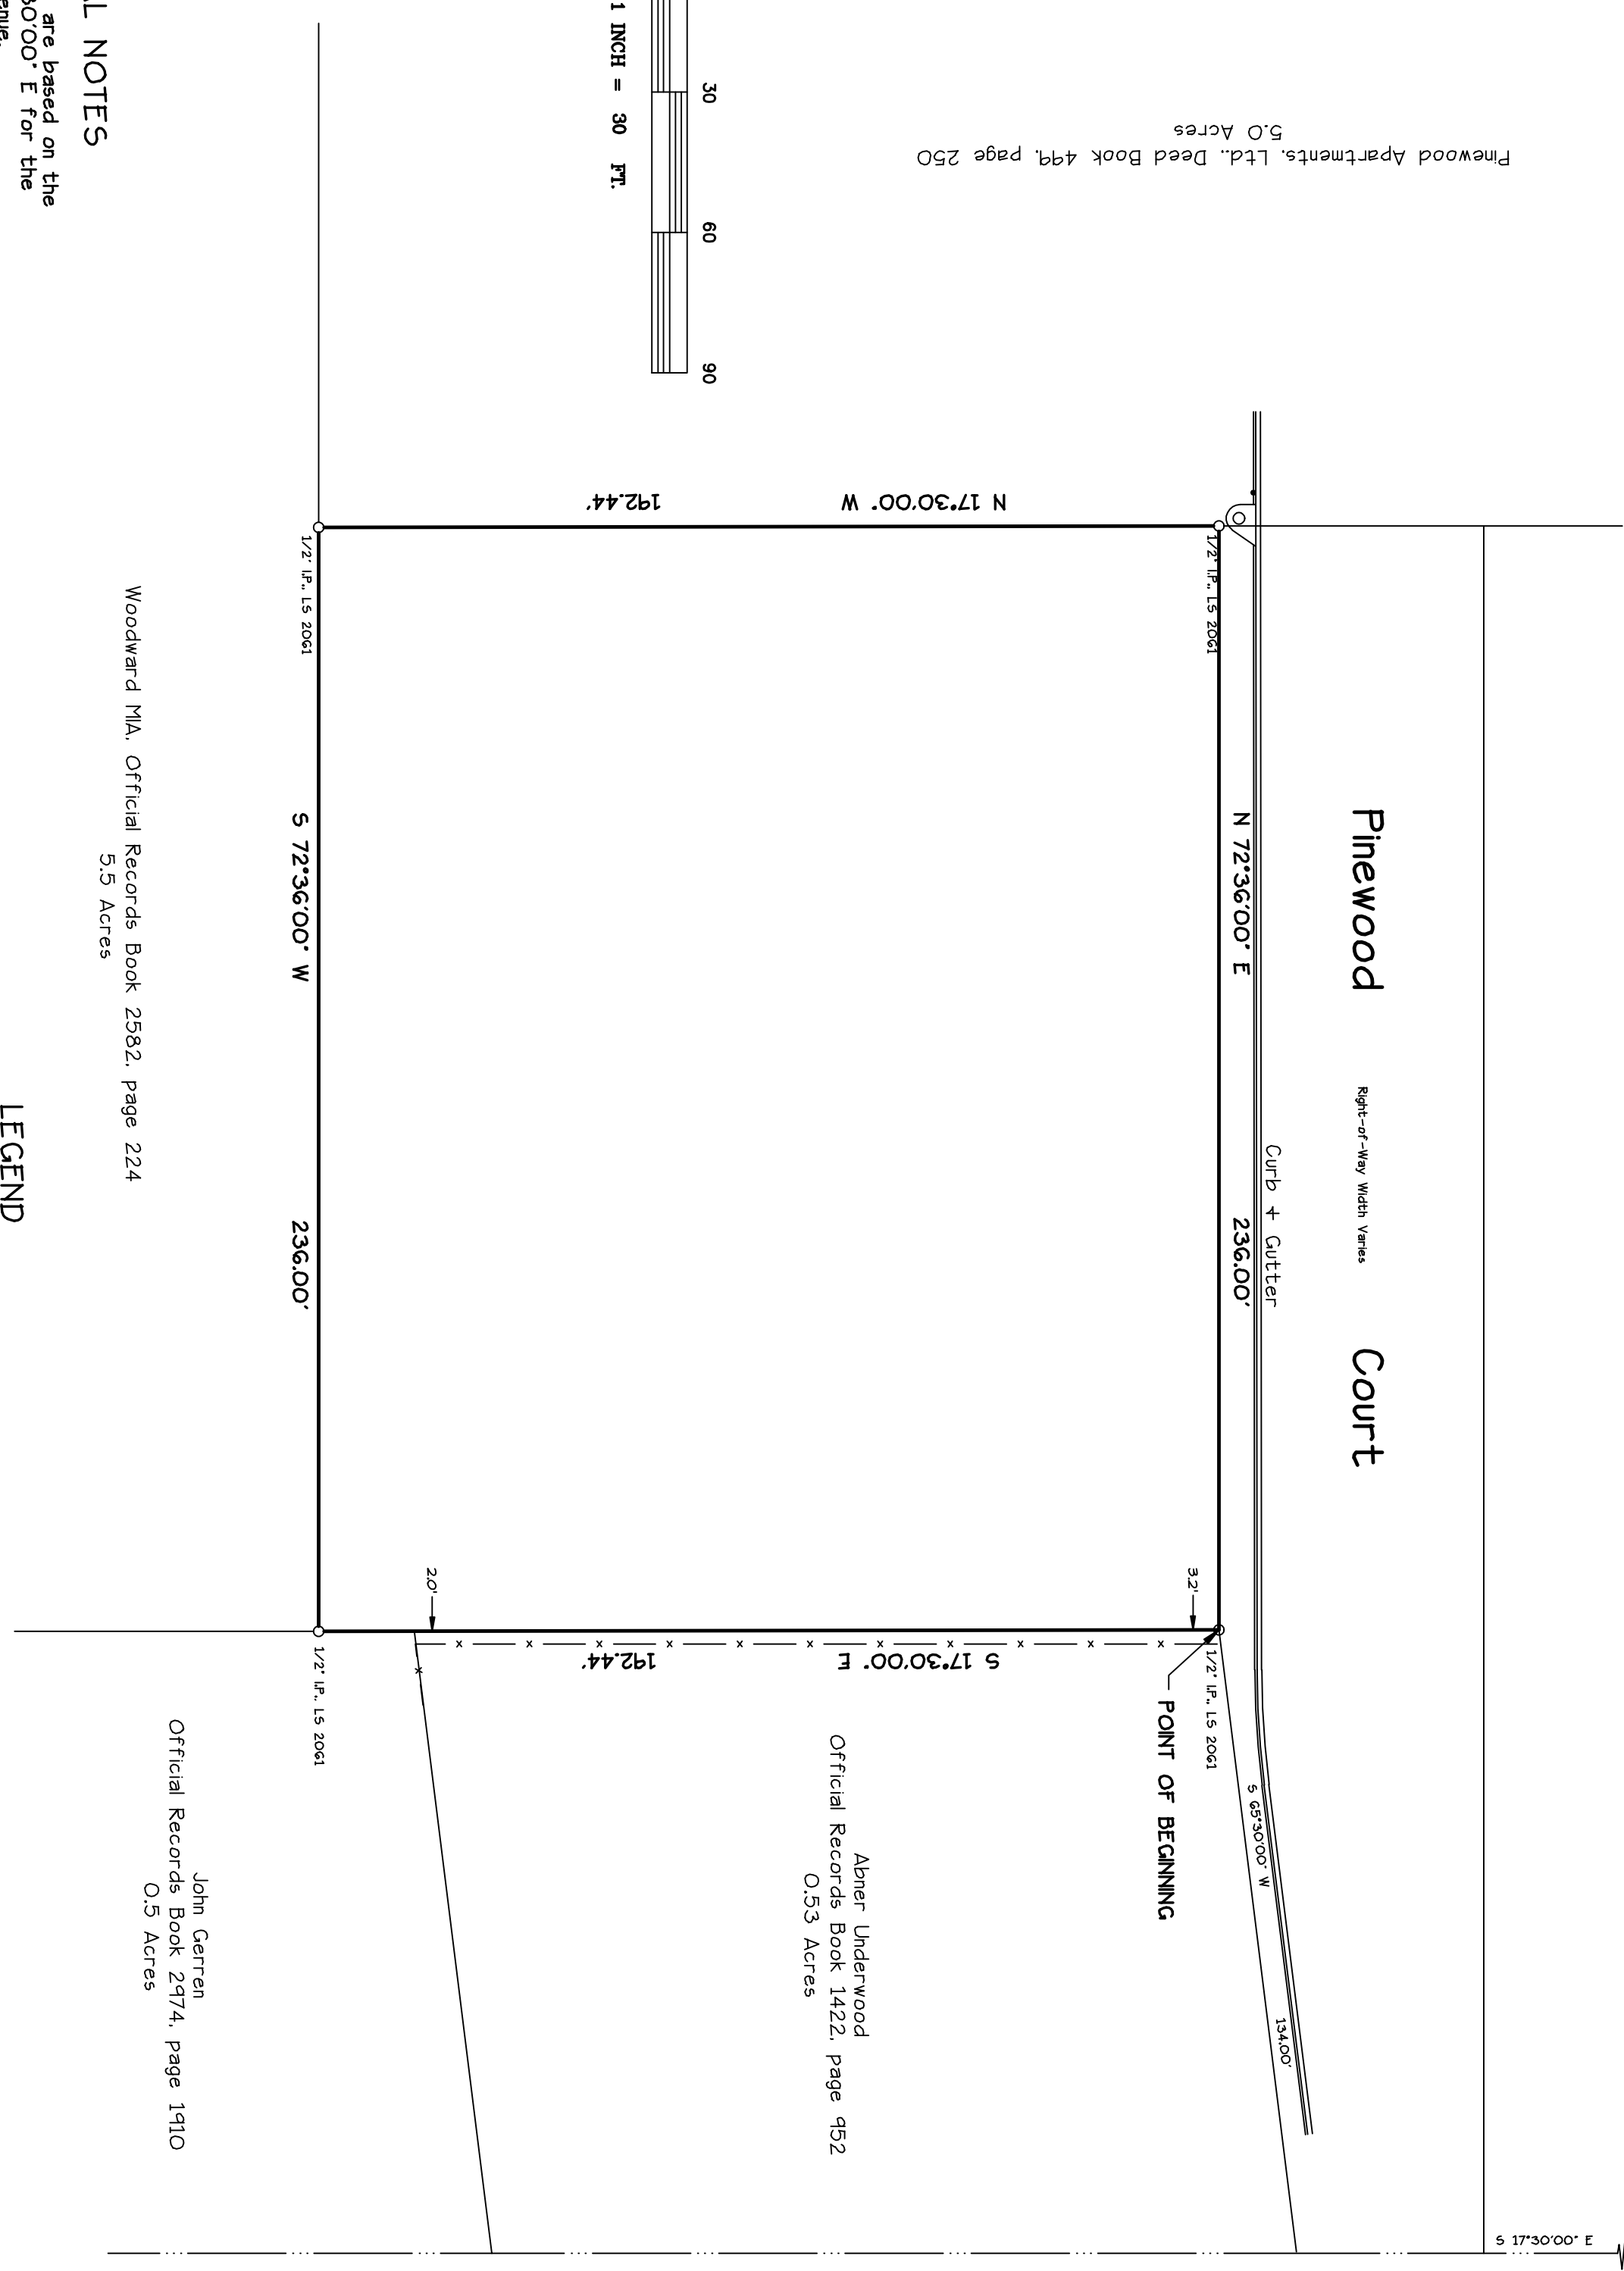 Pinewood Court
Right-of-Way Width Varies
Curb + Gutter
N 72°36'00" E 236.00'
S 65°30'00" W 134.00'
S 17°30'00" E
1/2" I.P., LS 2061
1/2" I.P., LS 2061
3.2'
POINT OF BEGINNING
Pinewood Apartments, Ltd., Deed Book 499, page 250
5.0 Acres
N 17°30'00" W 192.44'
S 17°30'00" E 192.44'
Abner Underwood
Official Records Book 1422, page 952
0.53 Acres
30 60 90
1 INCH = 30 FT.
2.0'
1/2" I.P., LS 2061
1/2" I.P., LS 2061
S 72°36'00" W 236.00'
John Gerren
Official Records Book 2974, page 1910
0.5 Acres
Woodward MIA, Official Records Book 2582, page 224
5.5 Acres
L NOTES
are based on the
30'00" E for the
enue.
LEGEND